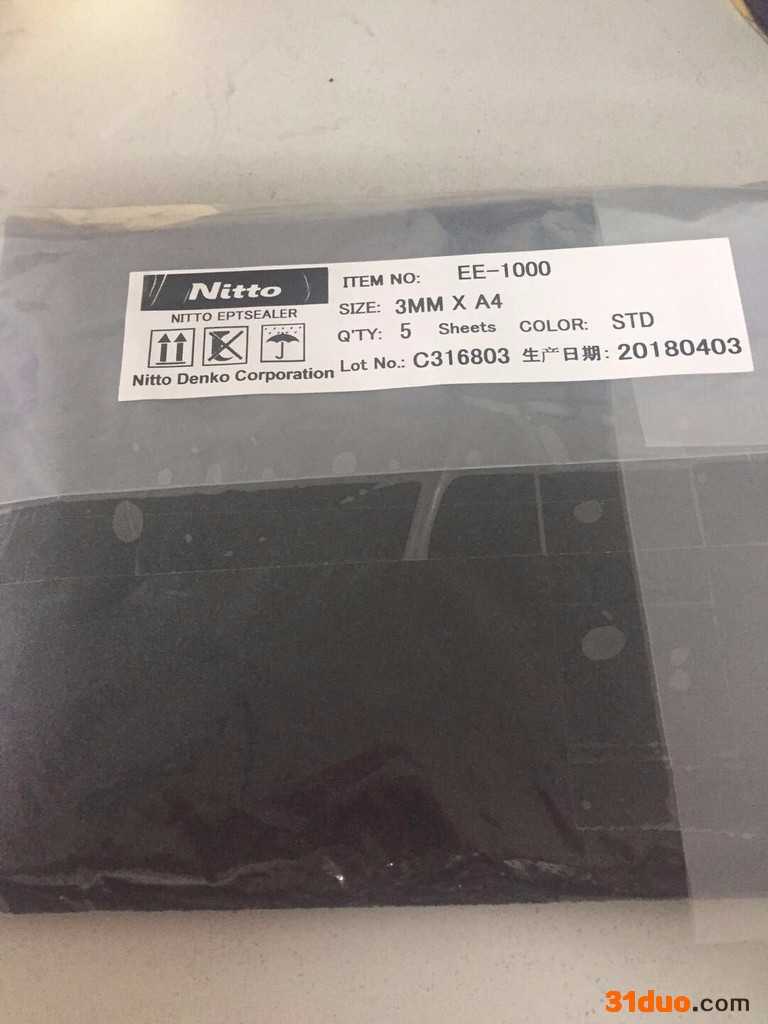 Nitto
NITTO EPTSEALER
Nitto Denko Corporation
ITEM NO: EE-1000
SIZE: 3MM X A4
Q'TY: 5 Sheets COLOR: STD
Lot No.: C316803 生产日期: 20180403
31duo.com